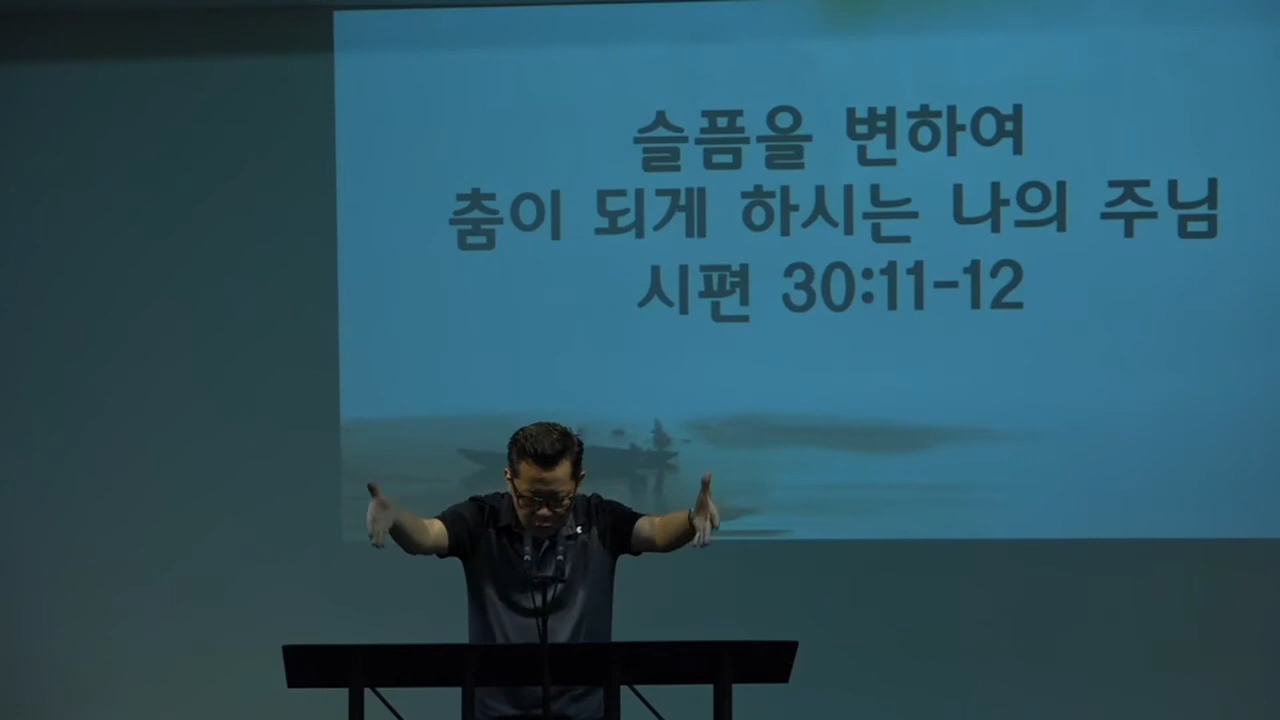 슬픔을 변하여
춤이 되게 하시는 나의 주님
시편 30:11-12